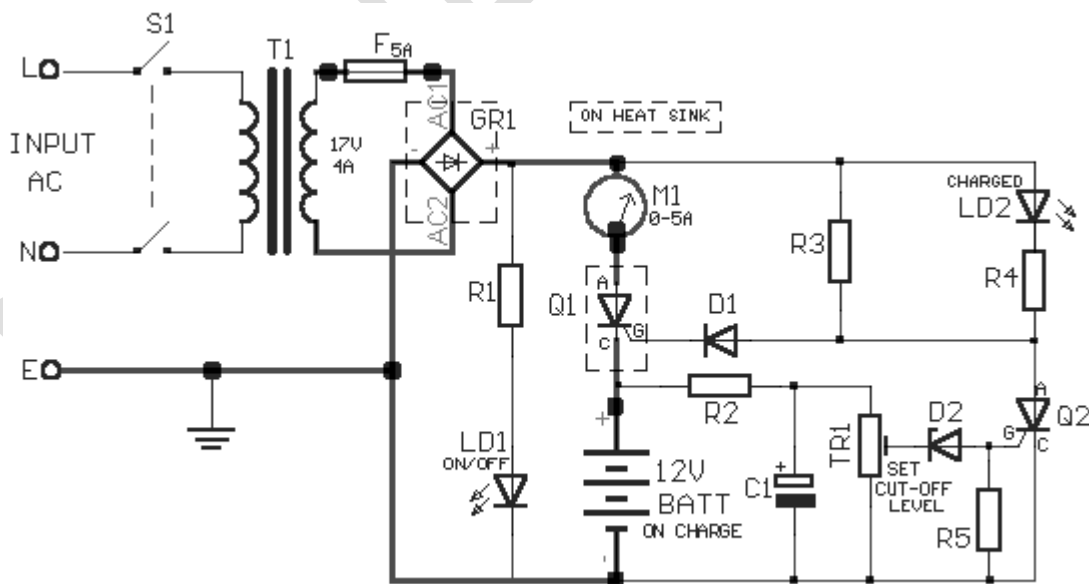 S1
T1
F 5A
L
INPUT
AC
N
E
17V
4A
AC1
AC2
GR1
-
+
ON HEAT SINK
M1
0-5A
CHARGED
LD2
R3
R4
R1
Q1
A
G
C
D1
R2
TR1
D2
A
G
C
Q2
SET
CUT-OFF
LEVEL
LD1
ON/OFF
+
12V
BATT
ON CHARGE
-
+
C1
R5